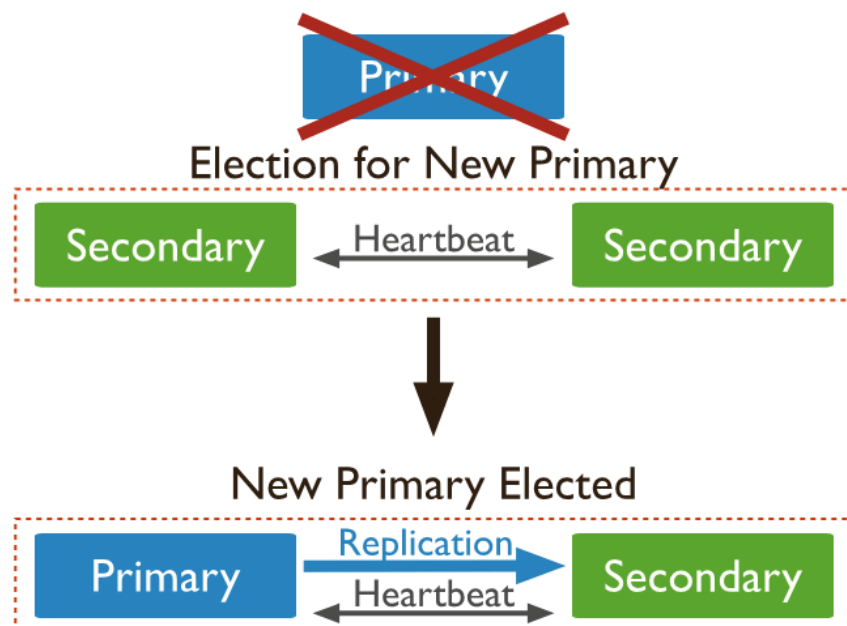 Primary
Election for New Primary
Secondary
Heartbeat
Secondary
New Primary Elected
Replication
Primary
Secondary
Heartbeat